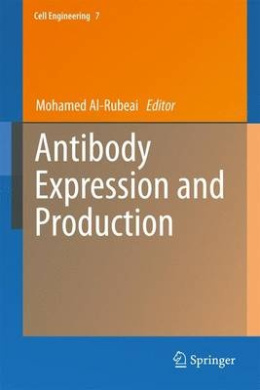 Cell Engineering 7
Mohamed Al-Rubeai Editor
Antibody
Expression and
Production
Springer